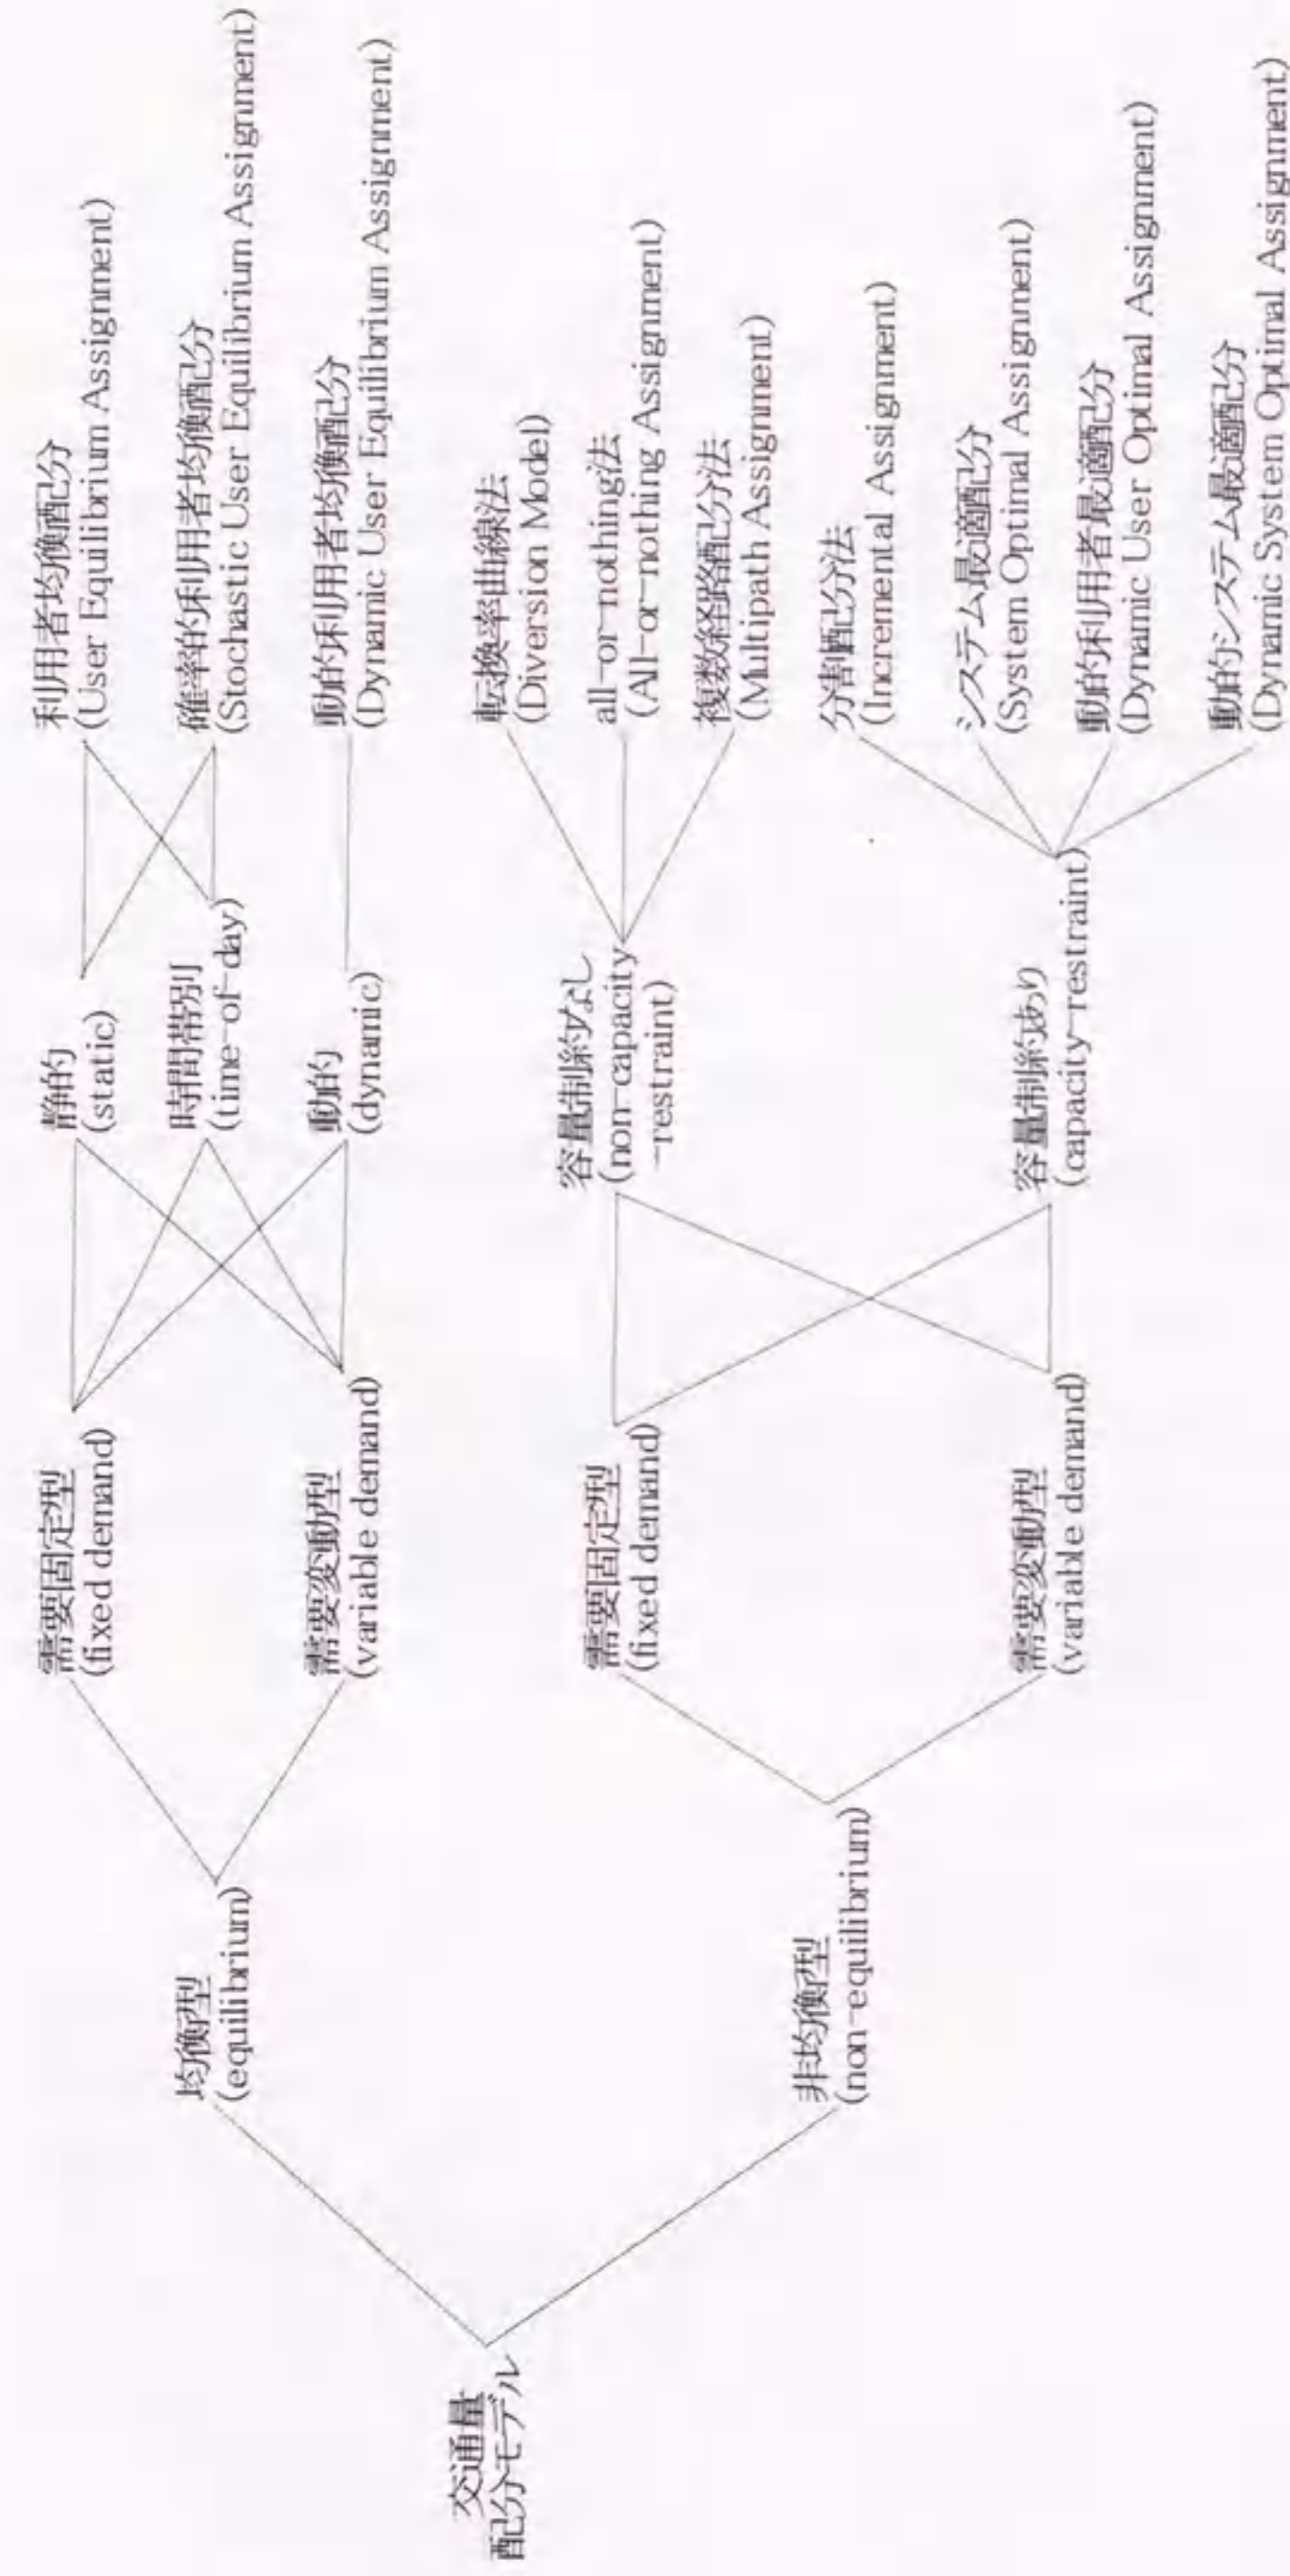 交通量
配分モデル
均衡型
(equilibrium)
非均衡型
(non-equilibrium)
需要固定型
(fixed demand)
需要変動型
(variable demand)
需要固定型
(fixed demand)
需要変動型
(variable demand)
静的
(static)
時間帯別
(time-of-day)
動的
(dynamic)
容量制約なし
(non-capacity
-restraint)
容量制約あり
(capacity-restraint)
利用者均衡配分
(User Equilibrium Assignment)
確率的利用者均衡配分
(Stochastic User Equilibrium Assignment)
動的利用者均衡配分
(Dynamic User Equilibrium Assignment)
転換率曲線法
(Diversion Model)
all-or-nothing法
(All-or-nothing Assignment)
複数経路配分法
(Multipath Assignment)
分割配分法
(Incremental Assignment)
システム最適配分
(System Optimal Assignment)
動的利用者最適配分
(Dynamic User Optimal Assignment)
動的システム最適配分
(Dynamic System Optimal Assignment)